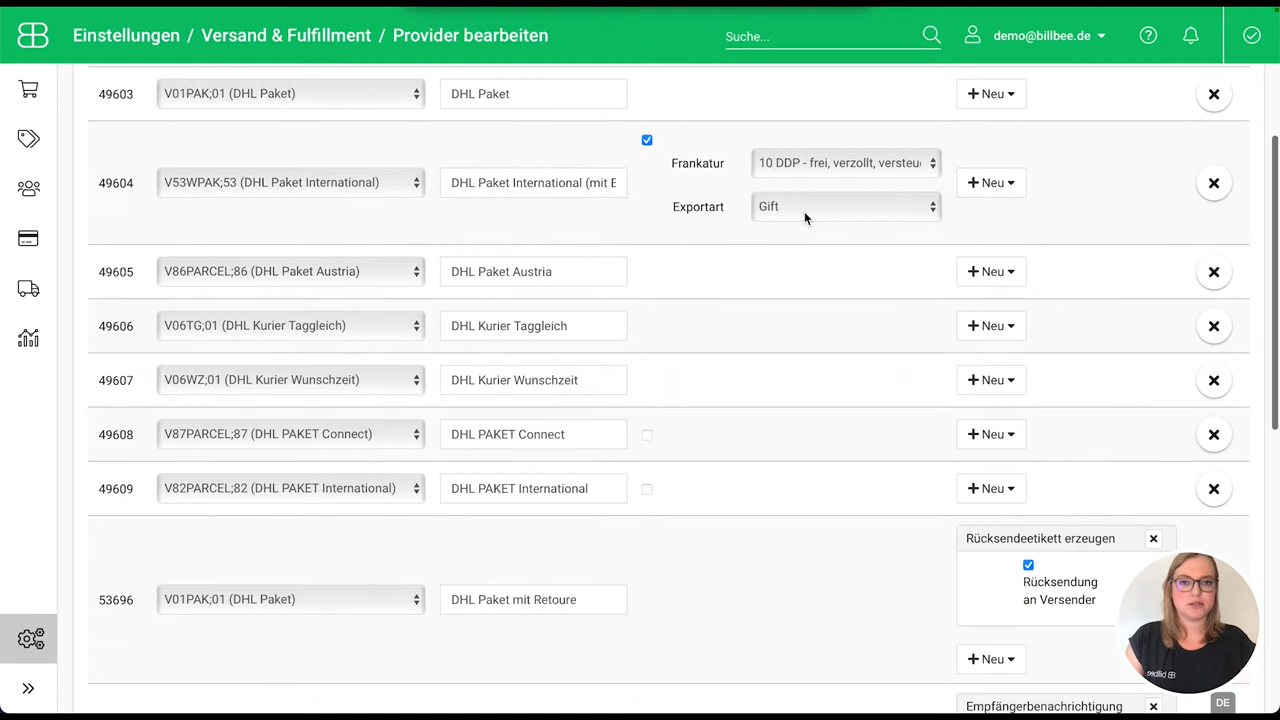 Einstellungen / Versand & Fulfillment / Provider bearbeiten
Suche...
demo@billbee.de
49603 V01PAK;01 (DHL Paket) DHL Paket + Neu
Frankatur 10 DDP - frei, verzollt, versteu
49604 V53WPAK;53 (DHL Paket International) DHL Paket International (mit E + Neu
Exportart Gift
49605 V86PARCEL;86 (DHL Paket Austria) DHL Paket Austria + Neu
49606 V06TG;01 (DHL Kurier Taggleich) DHL Kurier Taggleich + Neu
49607 V06WZ;01 (DHL Kurier Wunschzeit) DHL Kurier Wunschzeit + Neu
49608 V87PARCEL;87 (DHL PAKET Connect) DHL PAKET Connect + Neu
49609 V82PARCEL;82 (DHL PAKET International) DHL PAKET International + Neu
Rücksendeetikett erzeugen
Rücksendung
an Versender
53696 V01PAK;01 (DHL Paket) DHL Paket mit Retoure
+ Neu
Empfängerbenachrichtigung
DE